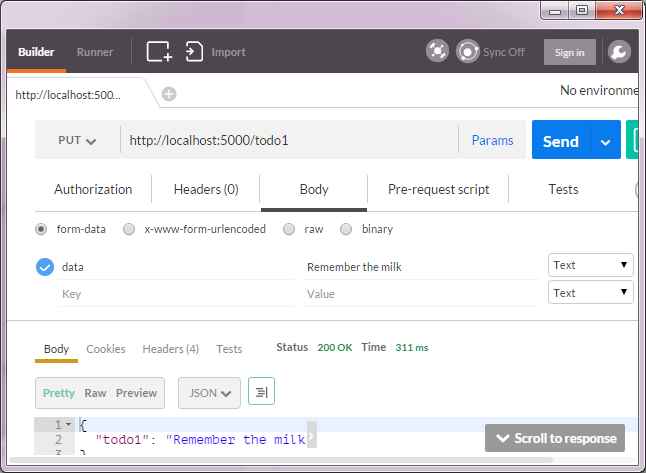 Builder Runner Import Sync Off Sign in
http://localhost:500... No environme
PUT http://localhost:5000/todo1 Params Send
Authorization Headers (0) Body Pre-request script Tests
form-data x-www-form-urlencoded raw binary
data Remember the milk Text
Key Value Text
Body Cookies Headers (4) Tests Status 200 OK Time 311 ms
Pretty Raw Preview JSON
1 {
2 "todo1": "Remember the milk
3 }
Scroll to response